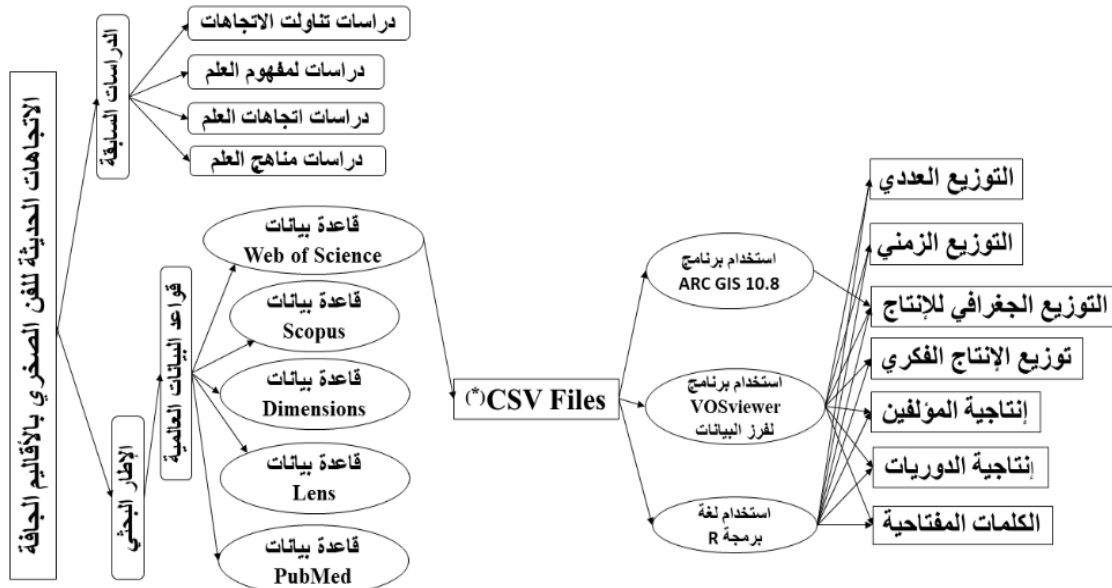 الاتجاهات الحديثة للفن الصخري بالأقاليم الجافة
الدراسات السابقة
دراسات تناولت الاتجاهات
دراسات لمفهوم العلم
دراسات اتجاهات العلم
دراسات مناهج العلم
الإطار البحثي
قواعد البيانات العالمية
قاعدة بيانات
Web of Science
قاعدة بيانات
Scopus
قاعدة بيانات
Dimensions
قاعدة بيانات
Lens
قاعدة بيانات
PubMed
(*)CSV Files
استخدام برنامج
ARC GIS 10.8
استخدام برنامج
VOSviewer
لفرز البيانات
استخدام لغة
برمجة R
التوزيع العددي
التوزيع الزمني
التوزيع الجغرافي للإنتاج
توزيع الإنتاج الفكري
إنتاجية المؤلفين
إنتاجية الدوريات
الكلمات المفتاحية